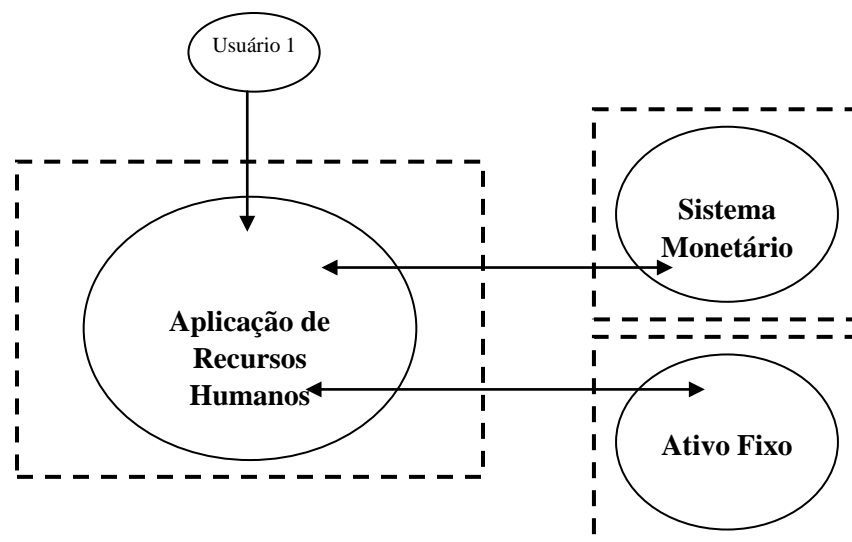 Usuário 1
Sistema
Monetário
Aplicação de
Recursos
Humanos
Ativo Fixo